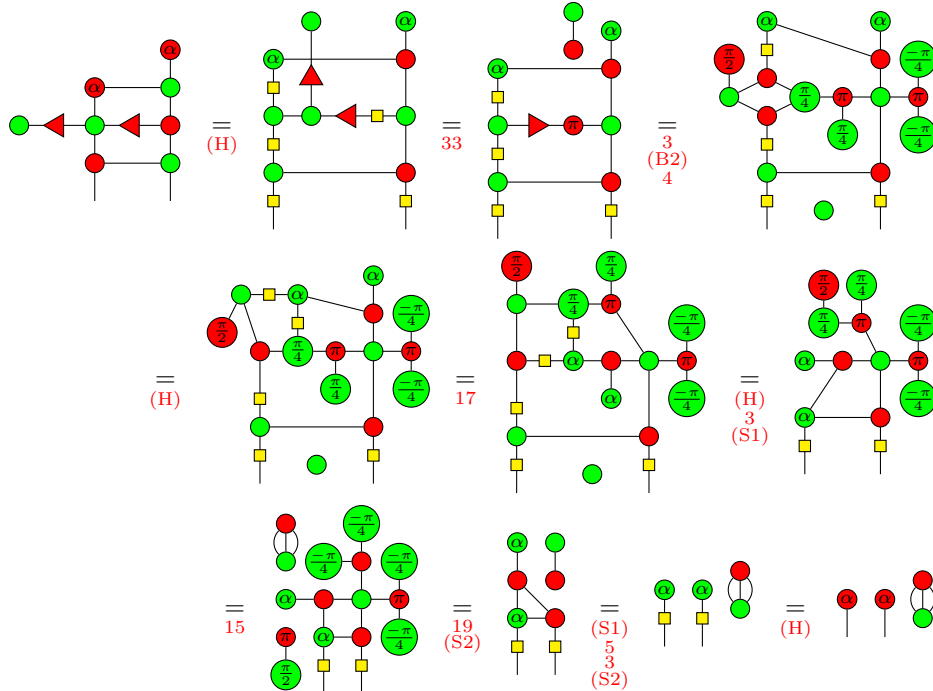 α
α
=
(H)
α
α
=
33
α
α
π
=
3
(B2)
4
α α
π/2 -π/4
π/4 π π
π/4 -π/4
=
(H)
α
α
-π/4
π/2
π/4 π π
π/4 -π/4
=
17
π/2 π/4
π/4 π
-π/4
α π
α -π/4
=
(H)
3
(S1)
π/2 π/4
π/4 π -π/4
α π
-π/4
α
=
15
-π/4
-π/4 -π/4
α π
π α -π/4
π/2
=
19
(S2)
α
α
=
(S1)
5
3
(S2)
α α
=
(H)
α α